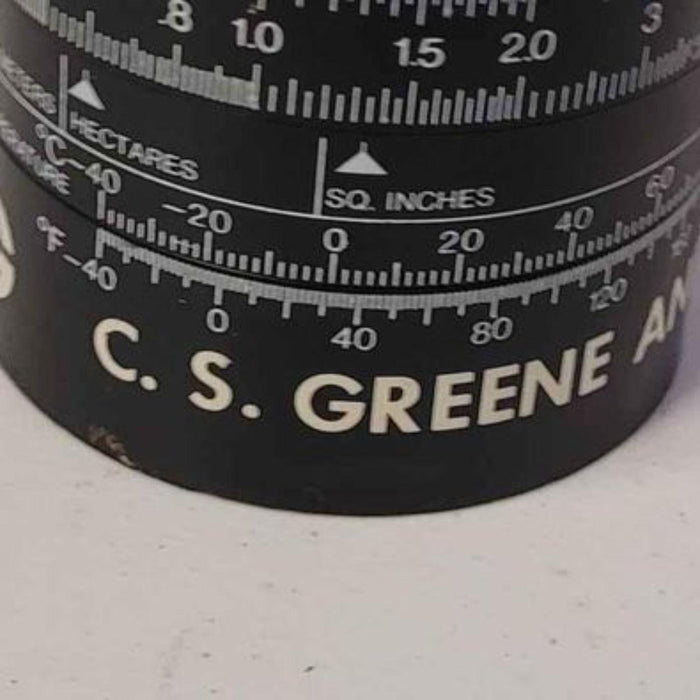 .8 1.0 1.5 2.0 3
HECTARES
SQ. INCHES
°C -40 -20 0 20 40 60
°F -40 0 40 80 120
C. S. GREENE